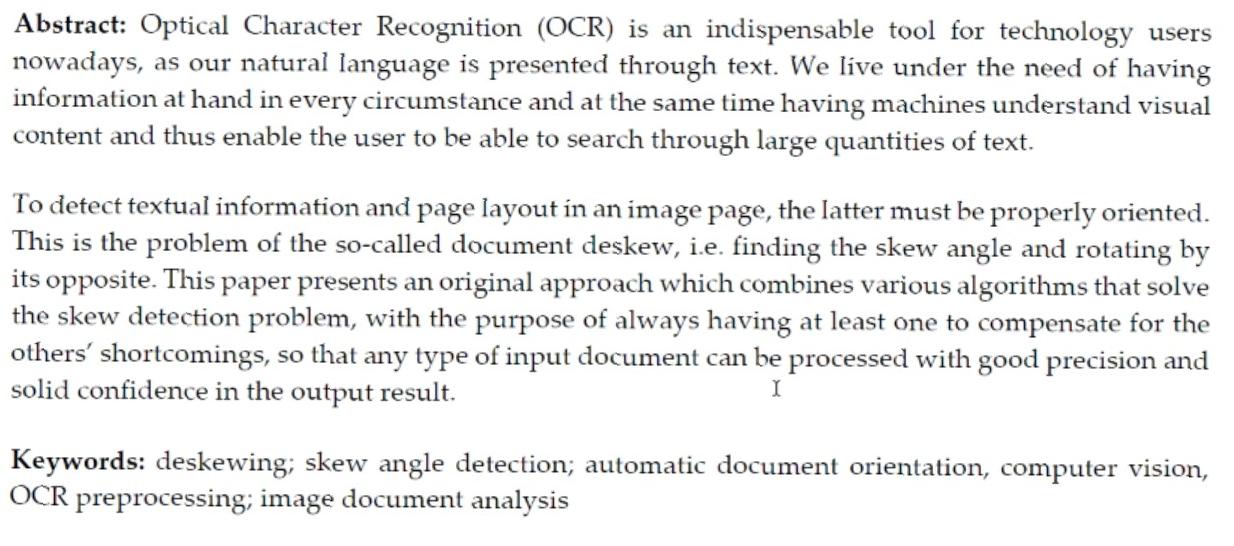 Abstract: Optical Character Recognition (OCR) is an indispensable tool for technology users
nowadays, as our natural language is presented through text. We live under the need of having
information at hand in every circumstance and at the same time having machines understand visual
content and thus enable the user to be able to search through large quantities of text.
To detect textual information and page layout in an image page, the latter must be properly oriented.
This is the problem of the so-called document deskew, i.e. finding the skew angle and rotating by
its opposite. This paper presents an original approach which combines various algorithms that solve
the skew detection problem, with the purpose of always having at least one to compensate for the
others’ shortcomings, so that any type of input document can be processed with good precision and
solid confidence in the output result.
Keywords: deskewing; skew angle detection; automatic document orientation, computer vision,
OCR preprocessing; image document analysis